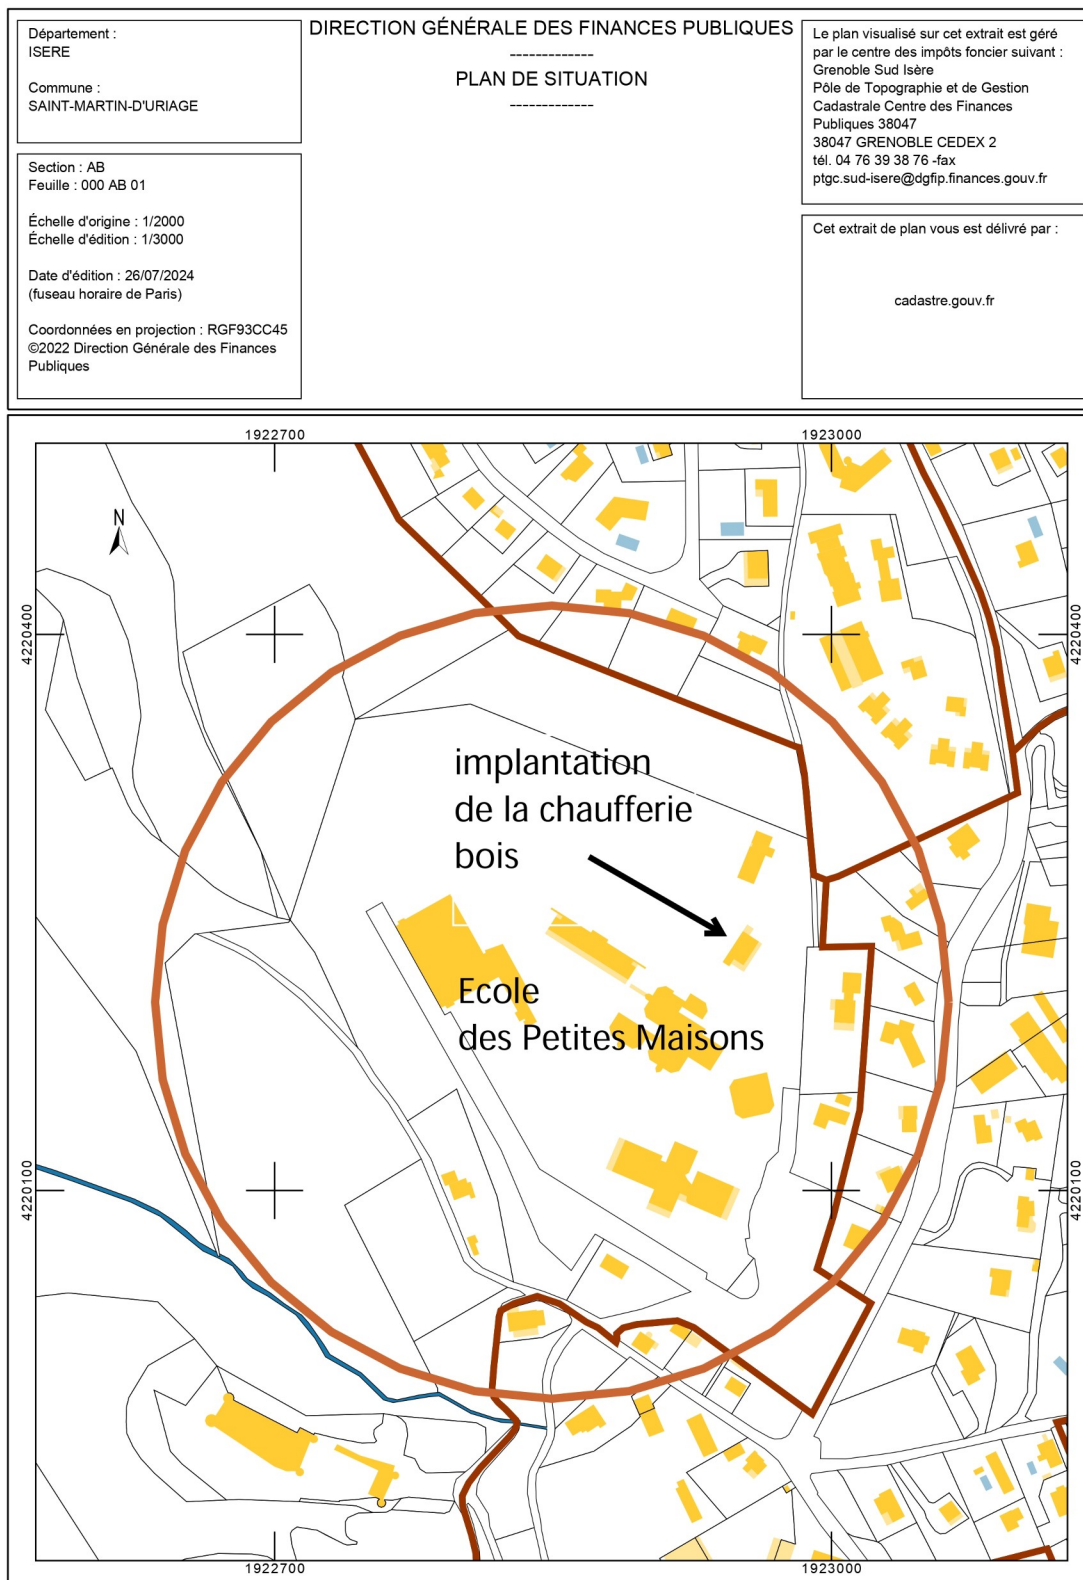 Département :
ISERE
Commune :
SAINT-MARTIN-D'URIAGE
Section : AB
Feuille : 000 AB 01
Échelle d'origine : 1/2000
Échelle d'édition : 1/3000
Date d'édition : 26/07/2024
(fuseau horaire de Paris)
Coordonnées en projection : RGF93CC45
©2022 Direction Générale des Finances
Publiques
DIRECTION GÉNÉRALE DES FINANCES PUBLIQUES
-------------
PLAN DE SITUATION
-------------
Le plan visualisé sur cet extrait est géré
par le centre des impôts foncier suivant :
Grenoble Sud Isère
Pôle de Topographie et de Gestion
Cadastrale Centre des Finances
Publiques 38047
38047 GRENOBLE CEDEX 2
tél. 04 76 39 38 76 -fax
ptgc.sud-isere@dgfip.finances.gouv.fr
Cet extrait de plan vous est délivré par :
cadastre.gouv.fr
1922700
1923000
N
4220400
4220400
implantation
de la chaufferie
bois
Ecole
des Petites Maisons
4220100
4220100
1922700
1923000